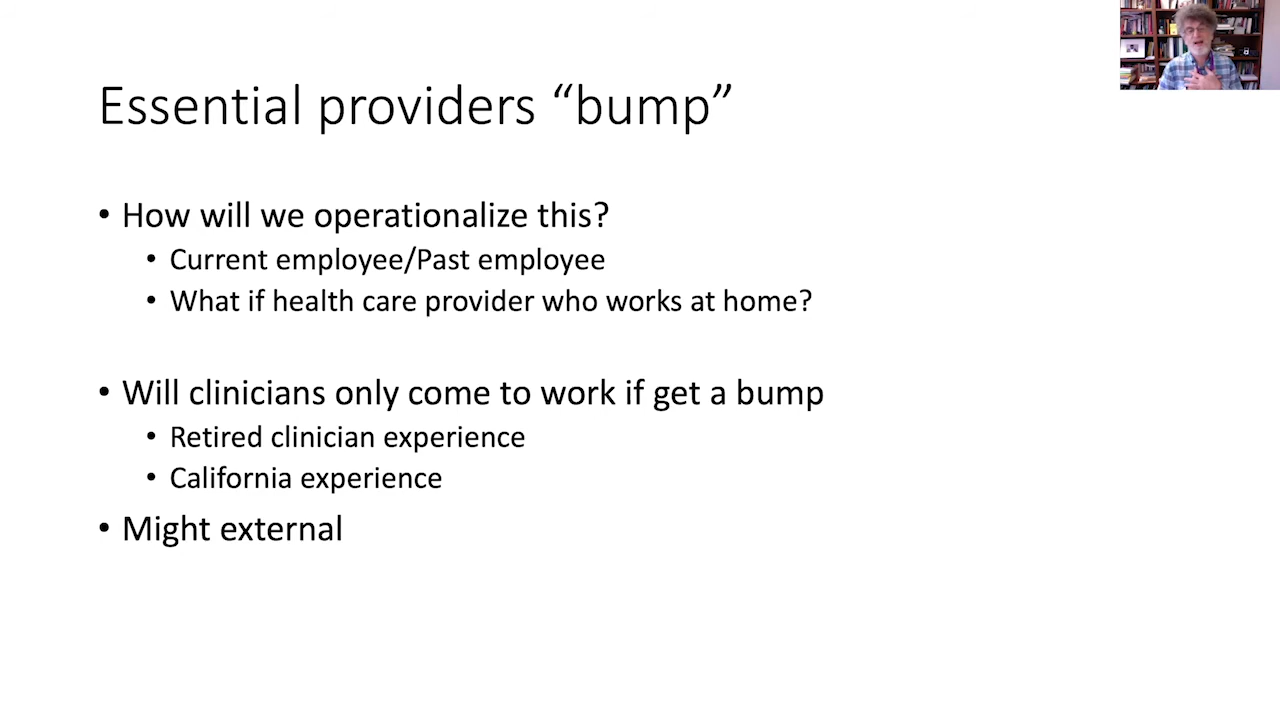 Essential providers “bump”
• How will we operationalize this?
• Current employee/Past employee
• What if health care provider who works at home?
• Will clinicians only come to work if get a bump
• Retired clinician experience
• California experience
• Might external